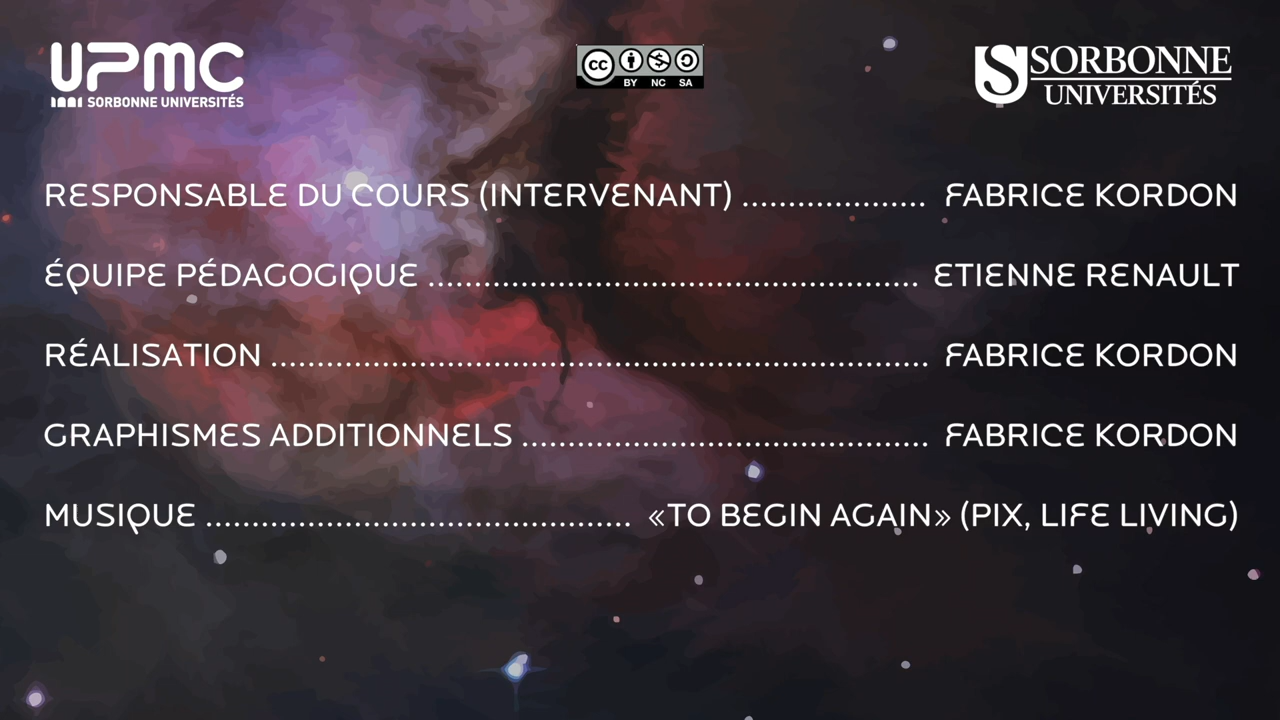 UPMC
SORBONNE UNIVERSITÉS
cc
BY NC SA
SORBONNE
UNIVERSITÉS
RESPONSABLE DU COURS (INTERVENANT) .................... FABRICE KORDON
ÉQUIPE PÉDAGOGIQUE ..................................................... ETIENNE RENAULT
RÉALISATION ....................................................................... FABRICE KORDON
GRAPHISMES ADDITIONNELS ............................................ FABRICE KORDON
MUSIQUE .............................................. «TO BEGIN AGAIN» (PIX, LIFE LIVING)